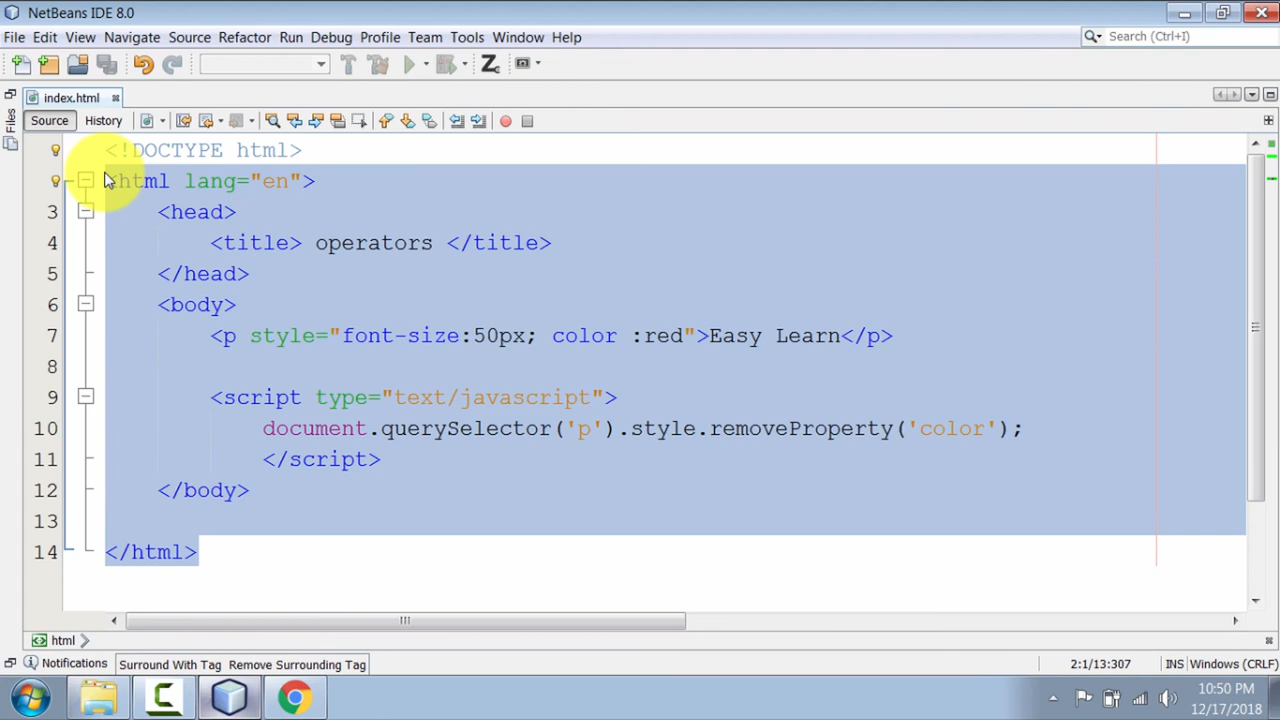 NetBeans IDE 8.0
File Edit View Navigate Source Refactor Run Debug Profile Team Tools Window Help
Search (Ctrl+I)
index.html
Files
Source History
<!DOCTYPE html>
<html lang="en">
3 <head>
4 <title> operators </title>
5 </head>
6 <body>
7 <p style="font-size:50px; color :red">Easy Learn</p>
8
9 <script type="text/javascript">
10 document.querySelector('p').style.removeProperty('color');
11 </script>
12 </body>
13
14 </html>
html
Notifications Surround With Tag Remove Surrounding Tag 2:1/13:307 INS Windows (CRLF)
10:50 PM
12/17/2018